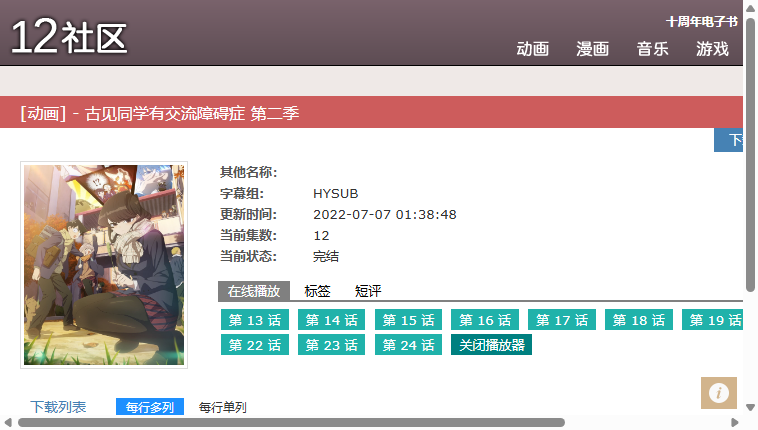 12社区
十周年电子书
动画 漫画 音乐 游戏
[动画] - 古见同学有交流障碍症 第二季
其他名称:
字幕组: HYSUB
更新时间: 2022-07-07 01:38:48
当前集数: 12
当前状态: 完结
在线播放 标签 短评
第 13 话 第 14 话 第 15 话 第 16 话 第 17 话 第 18 话 第 19 话
第 22 话 第 23 话 第 24 话 关闭播放器
下载列表 每行多列 每行单列